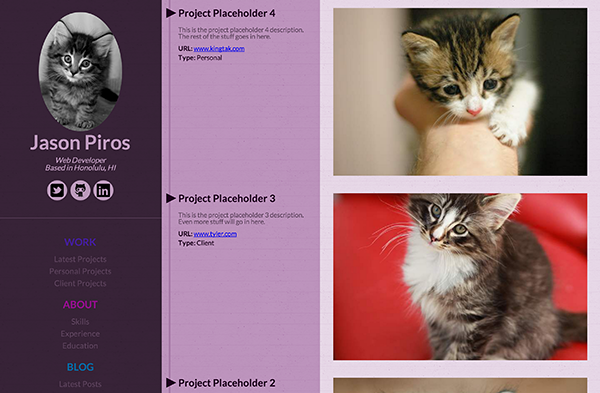 Jason Piros
Web Developer
Based in Honolulu, HI
WORK
Latest Projects
Personal Projects
Client Projects
ABOUT
Skills
Experience
Education
BLOG
Latest Posts
Project Placeholder 4
This is the project placeholder 4 description.
The rest of the stuff goes in here.
URL: www.kingtak.com
Type: Personal
Project Placeholder 3
This is the project placeholder 3 description.
Even more stuff will go in here.
URL: www.tyler.com
Type: Client
Project Placeholder 2